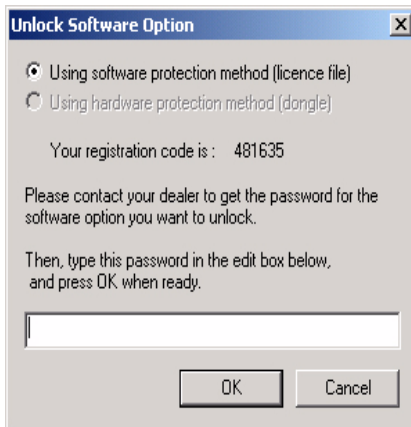 Unlock Software Option
Using software protection method (licence file)
Using hardware protection method (dongle)
Your registration code is : 481635
Please contact your dealer to get the password for the
software option you want to unlock.
Then, type this password in the edit box below,
and press OK when ready.
OK Cancel